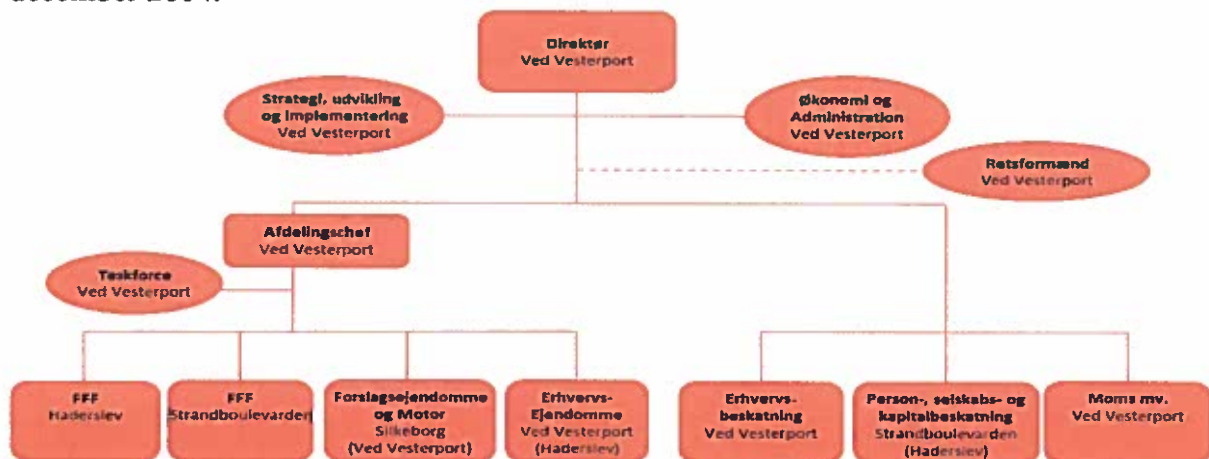 Direktør
Ved Vesterport
Strategi, udvikling
og implementering
Ved Vesterport
Økonomi og
Administration
Ved Vesterport
Retsformænd
Ved Vesterport
Afdelingschef
Ved Vesterport
Taskforce
Ved Vesterport
FFF
Haderslev
FFF
Strandboulevarden
Forslagsejendomme
og Motor
Silkeborg
(Ved Vesterport)
Erhvervs-
Ejendomme
Ved Vesterport
(Haderslev)
Erhvervs-
beskatning
Ved Vesterport
Person-, selskabs- og
kapitalbeskatning
Strandboulevarden
(Haderslev)
Moms mv.
Ved Vesterport